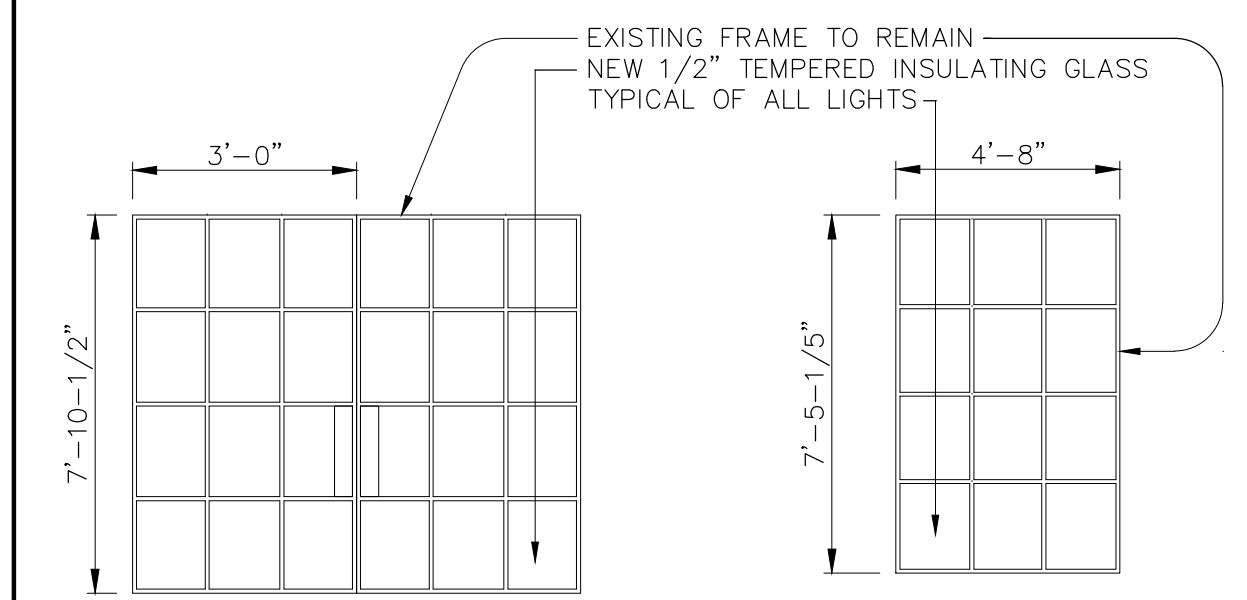 EXISTING FRAME TO REMAIN
NEW 1/2” TEMPERED INSULATING GLASS
TYPICAL OF ALL LIGHTS
3’-0”
4’-8”
7’-10-1/2”
7’-5-1/5”